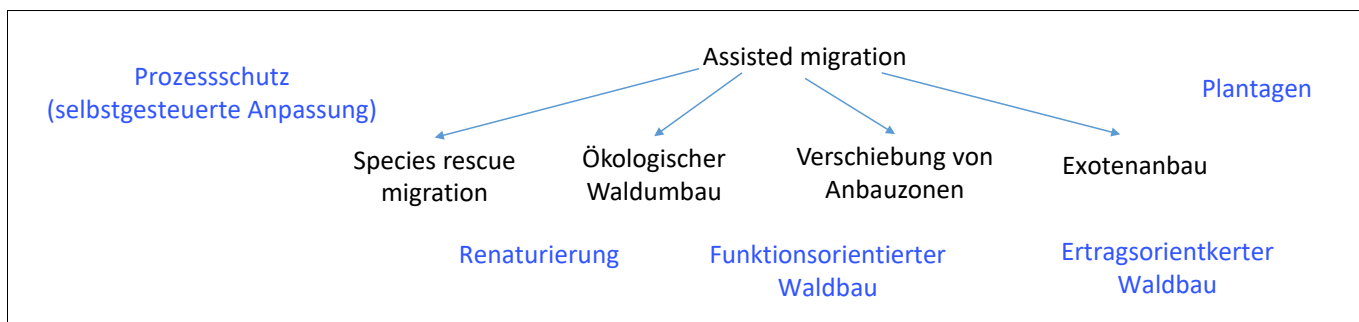 Assisted migration
Prozessschutz
(selbstgesteuerte Anpassung)
Plantagen
Species rescue
migration
Ökologischer
Waldumbau
Verschiebung von
Anbauzonen
Exotenanbau
Renaturierung
Funktionsorientierter
Waldbau
Ertragsorientkerter
Waldbau